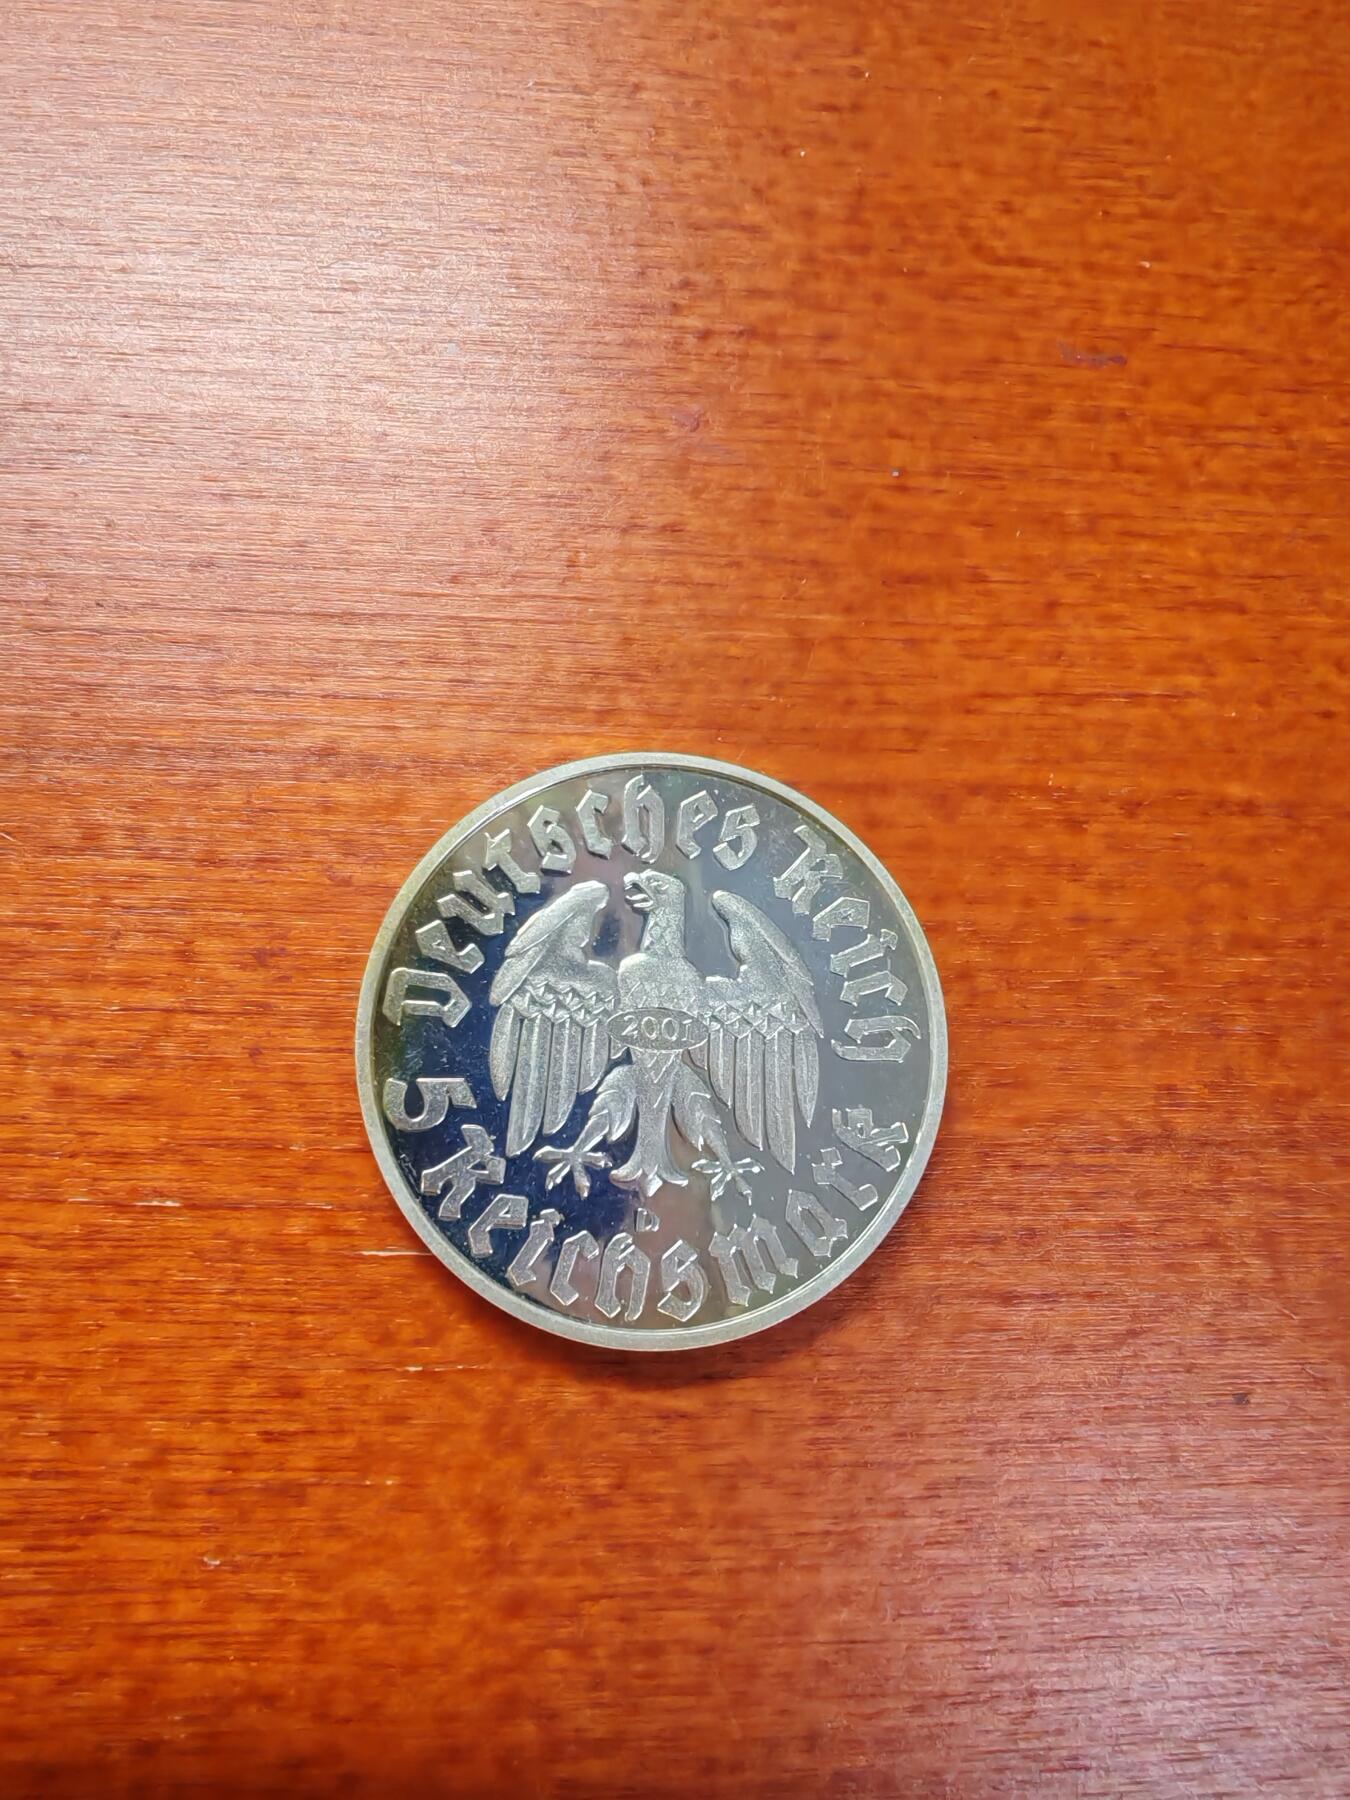 Deutsches Reich
2001
D
5 Reichsmark